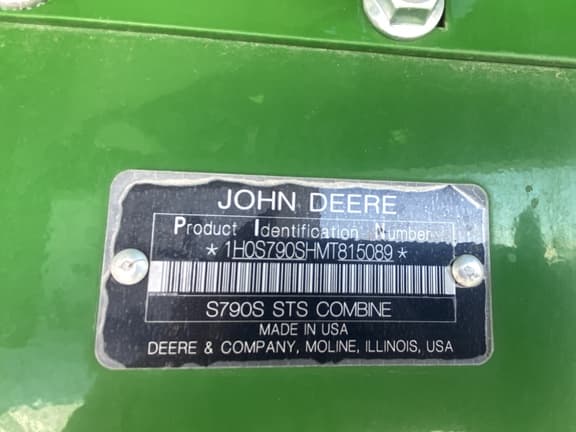 JOHN DEERE
Product Identification Number
*1H0S790SHMT815089*
S790S STS COMBINE
MADE IN USA
DEERE & COMPANY, MOLINE, ILLINOIS, USA